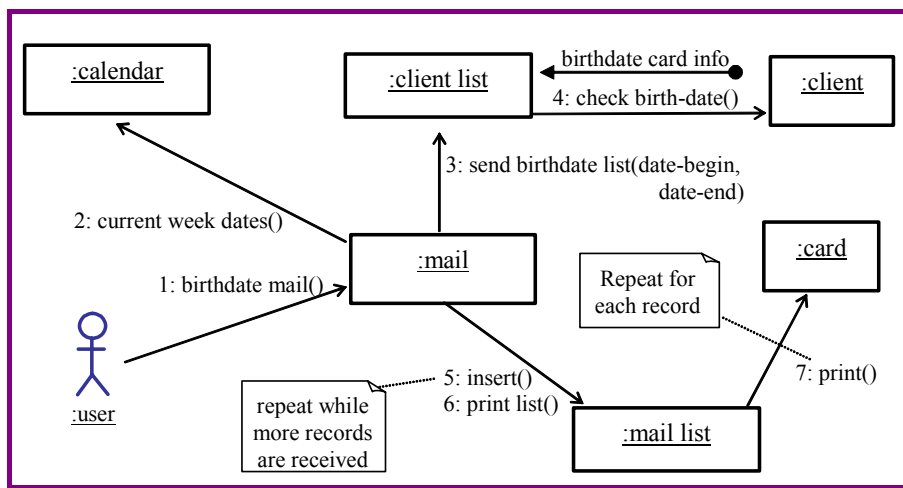 :calendar
:client list
birthdate card info
:client
4: check birth-date()
3: send birthdate list(date-begin,
date-end)
2: current week dates()
:mail
:card
1: birthdate mail()
Repeat for
each record
:user
repeat while
more records
are received
5: insert()
6: print list()
7: print()
:mail list